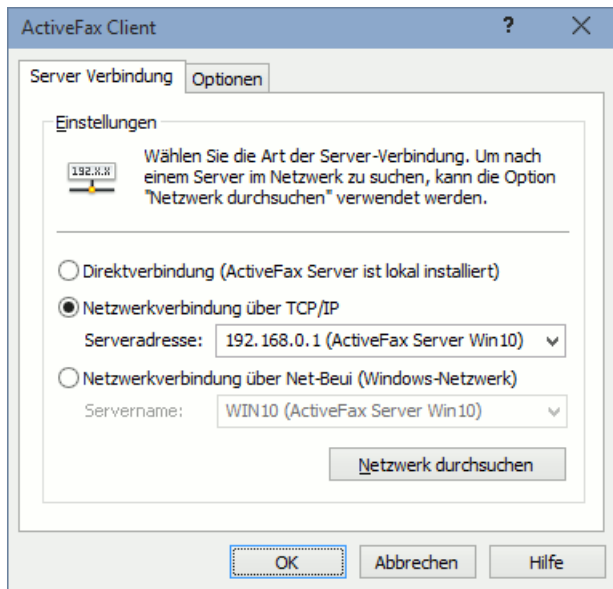 ActiveFax Client
?
Server Verbindung
Optionen
Einstellungen
192.X.X
Wählen Sie die Art der Server-Verbindung. Um nach
einem Server im Netzwerk zu suchen, kann die Option
"Netzwerk durchsuchen" verwendet werden.
Direktverbindung (ActiveFax Server ist lokal installiert)
Netzwerkverbindung über TCP/IP
Serveradresse: 192.168.0.1 (ActiveFax Server Win10)
Netzwerkverbindung über Net-Beui (Windows-Netzwerk)
Servername: WIN10 (ActiveFax Server Win10)
Netzwerk durchsuchen
OK Abbrechen Hilfe